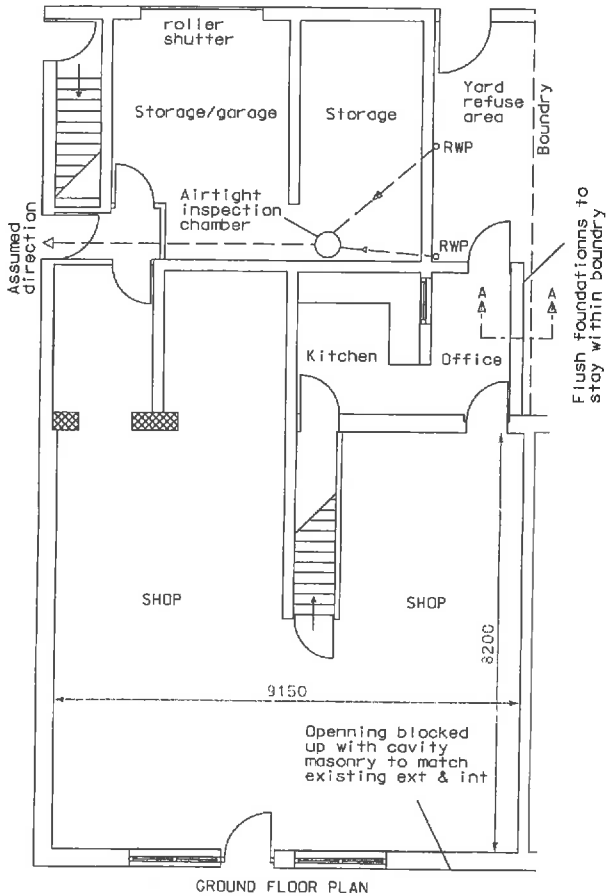 roller
shutter
Storage/garage
Storage
Yard
refuse
area
Boundry
RWP
Airtight
inspection
chamber
RWP
Assumed
direction
Flush foundationns to
stay within boundry
A
A
Kitchen
Office
SHOP
SHOP
8200
9150
Openning blocked
up with cavity
masonry to match
existing ext & int
GROUND FLOOR PLAN